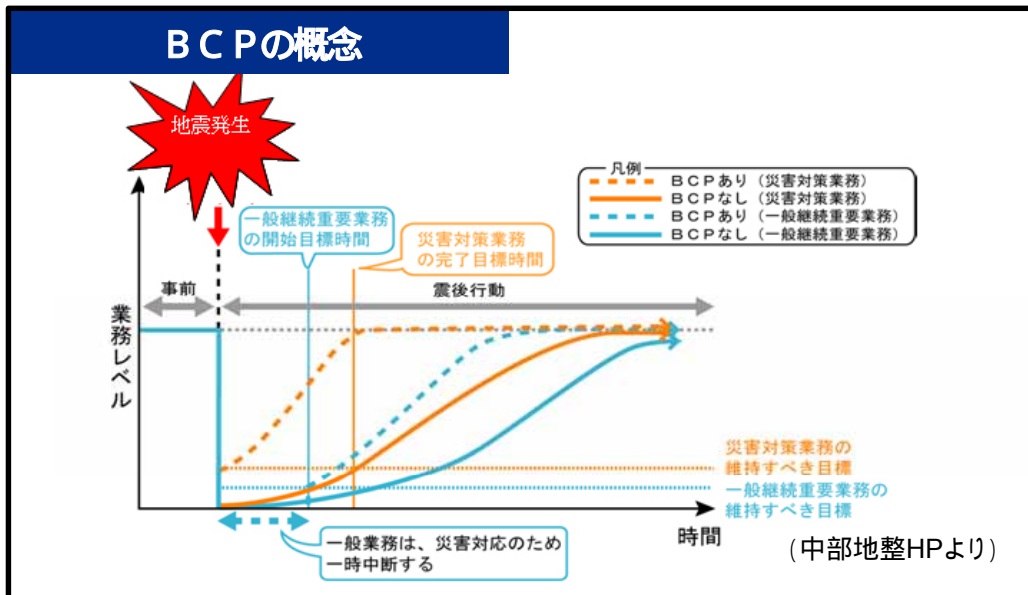 BCPの概念
地震発生
凡例
BCPあり（災害対策業務）
BCPなし（災害対策業務）
BCPあり（一般継続重要業務）
BCPなし（一般継続重要業務）
一般継続重要業務
の開始目標時間
災害対策業務
の完了目標時間
事前
震後行動
業務レベル
災害対策業務の
維持すべき目標
一般継続重要業務の
維持すべき目標
時間
一般業務は、災害対応のため
一時中断する
(中部地整HPより)